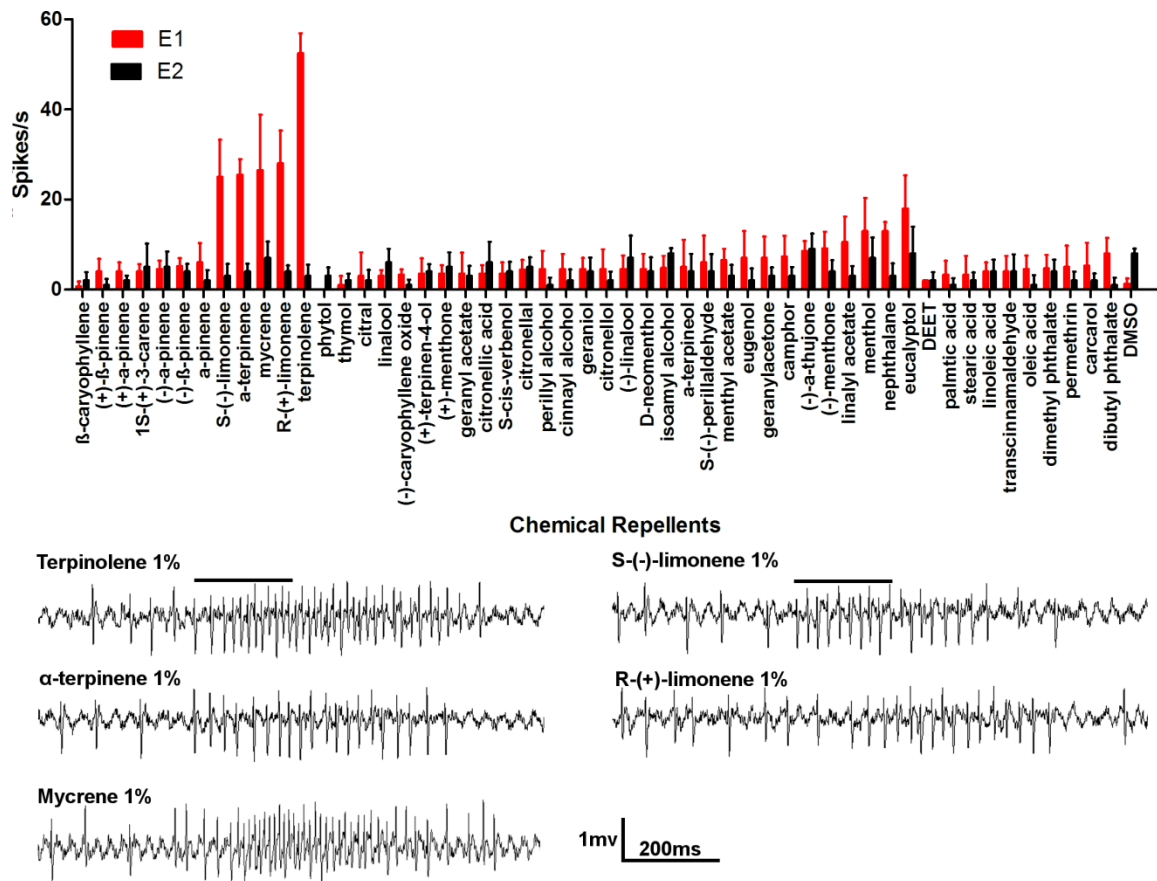 60
40
20
0
Spikes/s
E1
E2
ß-caryophyllene
(+)-ß-pinene
(+)-a-pinene
1S-(+)-3-carene
(-)-a-pinene
(-)-ß-pinene
a-pinene
S-(-)-limonene
a-terpinene
mycrene
R-(+)-limonene
terpinolene
phytol
thymol
citral
linalool
(-)-caryophyllene oxide
(+)-terpinen-4-ol
(+)-menthone
geranyl acetate
citronellic acid
S-cis-verbenol
citronellal
perillyl alcohol
cinnayl alcohol
geraniol
citronellol
(-)-linalool
D-neomenthol
isoamyl alcohol
a-terpineol
S-(-)-perillaldehyde
menthyl acetate
eugenol
geranylacetone
camphor
(-)-a-thujone
(-)-menthone
linalyl acetate
menthol
nephthalane
eucalyptol
DEET
palntic acid
stearic acid
linoleic acid
transcinnamaldehyde
oleic acid
dimethyl phthalate
permethrin
carcarol
dibutyl phthalate
DMSO
Chemical Repellents
Terpinolene 1%
S-(-)-limonene 1%
α-terpinene 1%
R-(+)-limonene 1%
Mycrene 1%
1mv
200ms